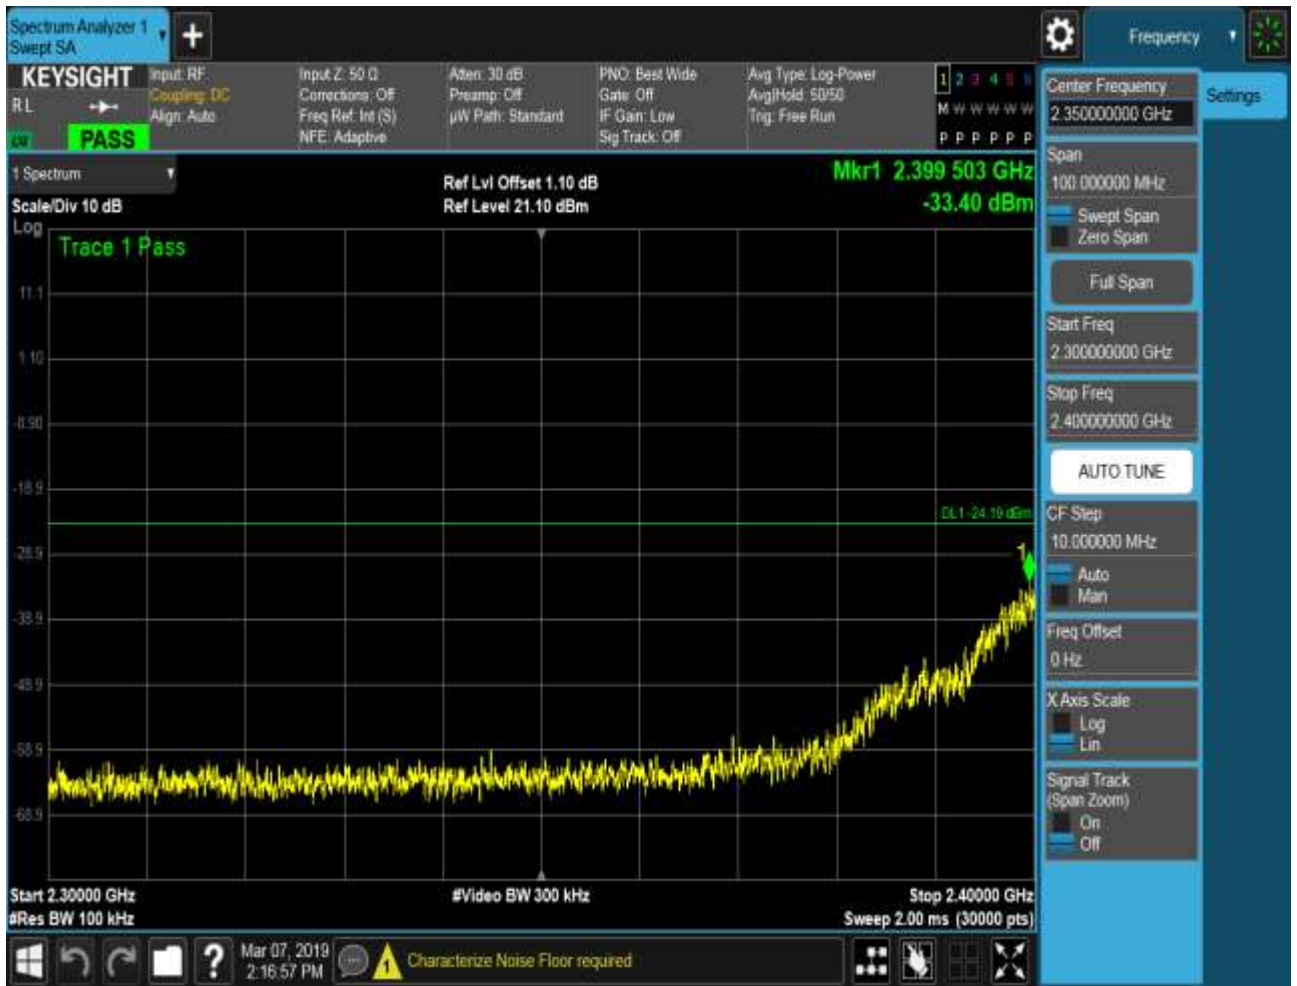 Spectrum Analyzer 1
Swept SA
+
Frequency
KEYSIGHT
R L
PASS
Input: RF
Coupling: DC
Align: Auto
Input Z: 50 Ω
Corrections: Off
Freq Ref: Int (S)
NFE: Adaptive
Atten: 30 dB
Preamp: Off
µW Path: Standard
PNO: Best Wide
Gate: Off
IF Gain: Low
Sig Track: Off
Avg Type: Log-Power
Avg|Hold: 50/50
Trig: Free Run
1 2 3 4 5 6
M W W W W W
P P P P P P
1 Spectrum
Scale/Div 10 dB
Ref Lvl Offset 1.10 dB
Ref Level 21.10 dBm
Mkr1 2.399 503 GHz
-33.40 dBm
Log
Trace 1 Pass
11.1
1.10
-8.90
-18.9
DL1 -24.19 dBm
-28.9
1
-38.9
-48.9
-58.9
-68.9
Start 2.30000 GHz
#Video BW 300 kHz
Stop 2.40000 GHz
#Res BW 100 kHz
Sweep 2.00 ms (30000 pts)
Center Frequency
2.350000000 GHz
Settings
Span
100.000000 MHz
Swept Span
Zero Span
Full Span
Start Freq
2.300000000 GHz
Stop Freq
2.400000000 GHz
AUTO TUNE
CF Step
10.000000 MHz
Auto
Man
Freq Offset
0 Hz
X Axis Scale
Log
Lin
Signal Track
(Span Zoom)
On
Off
?
Mar 07, 2019
2:16:57 PM
1
Characterize Noise Floor required